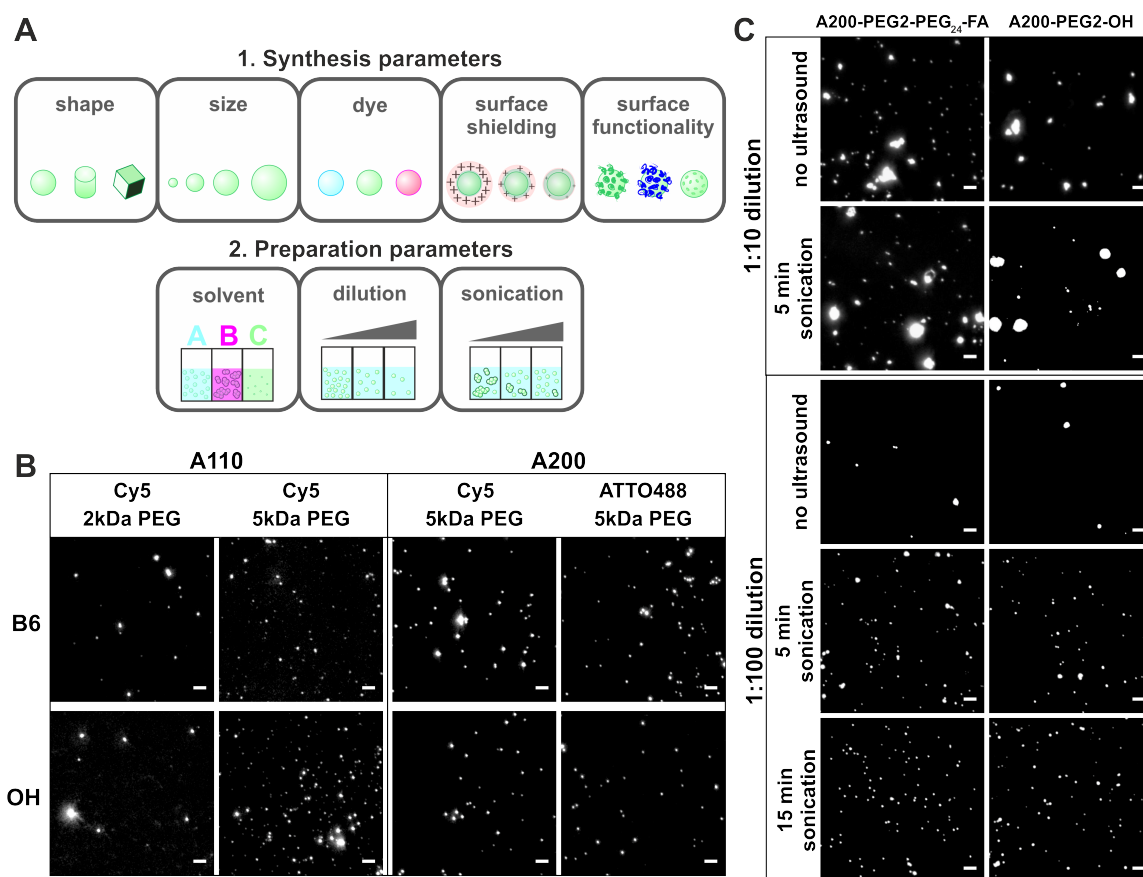 A
1. Synthesis parameters
shape
size
dye
surface
shielding
surface
functionality
2. Preparation parameters
solvent
A B C
dilution
sonication
B
A110
A200
Cy5
2kDa PEG
Cy5
5kDa PEG
Cy5
5kDa PEG
ATTO488
5kDa PEG
B6
OH
C
A200-PEG2-PEG24-FA
A200-PEG2-OH
1:10 dilution
no ultrasound
5 min
sonication
1:100 dilution
no ultrasound
5 min
sonication
15 min
sonication